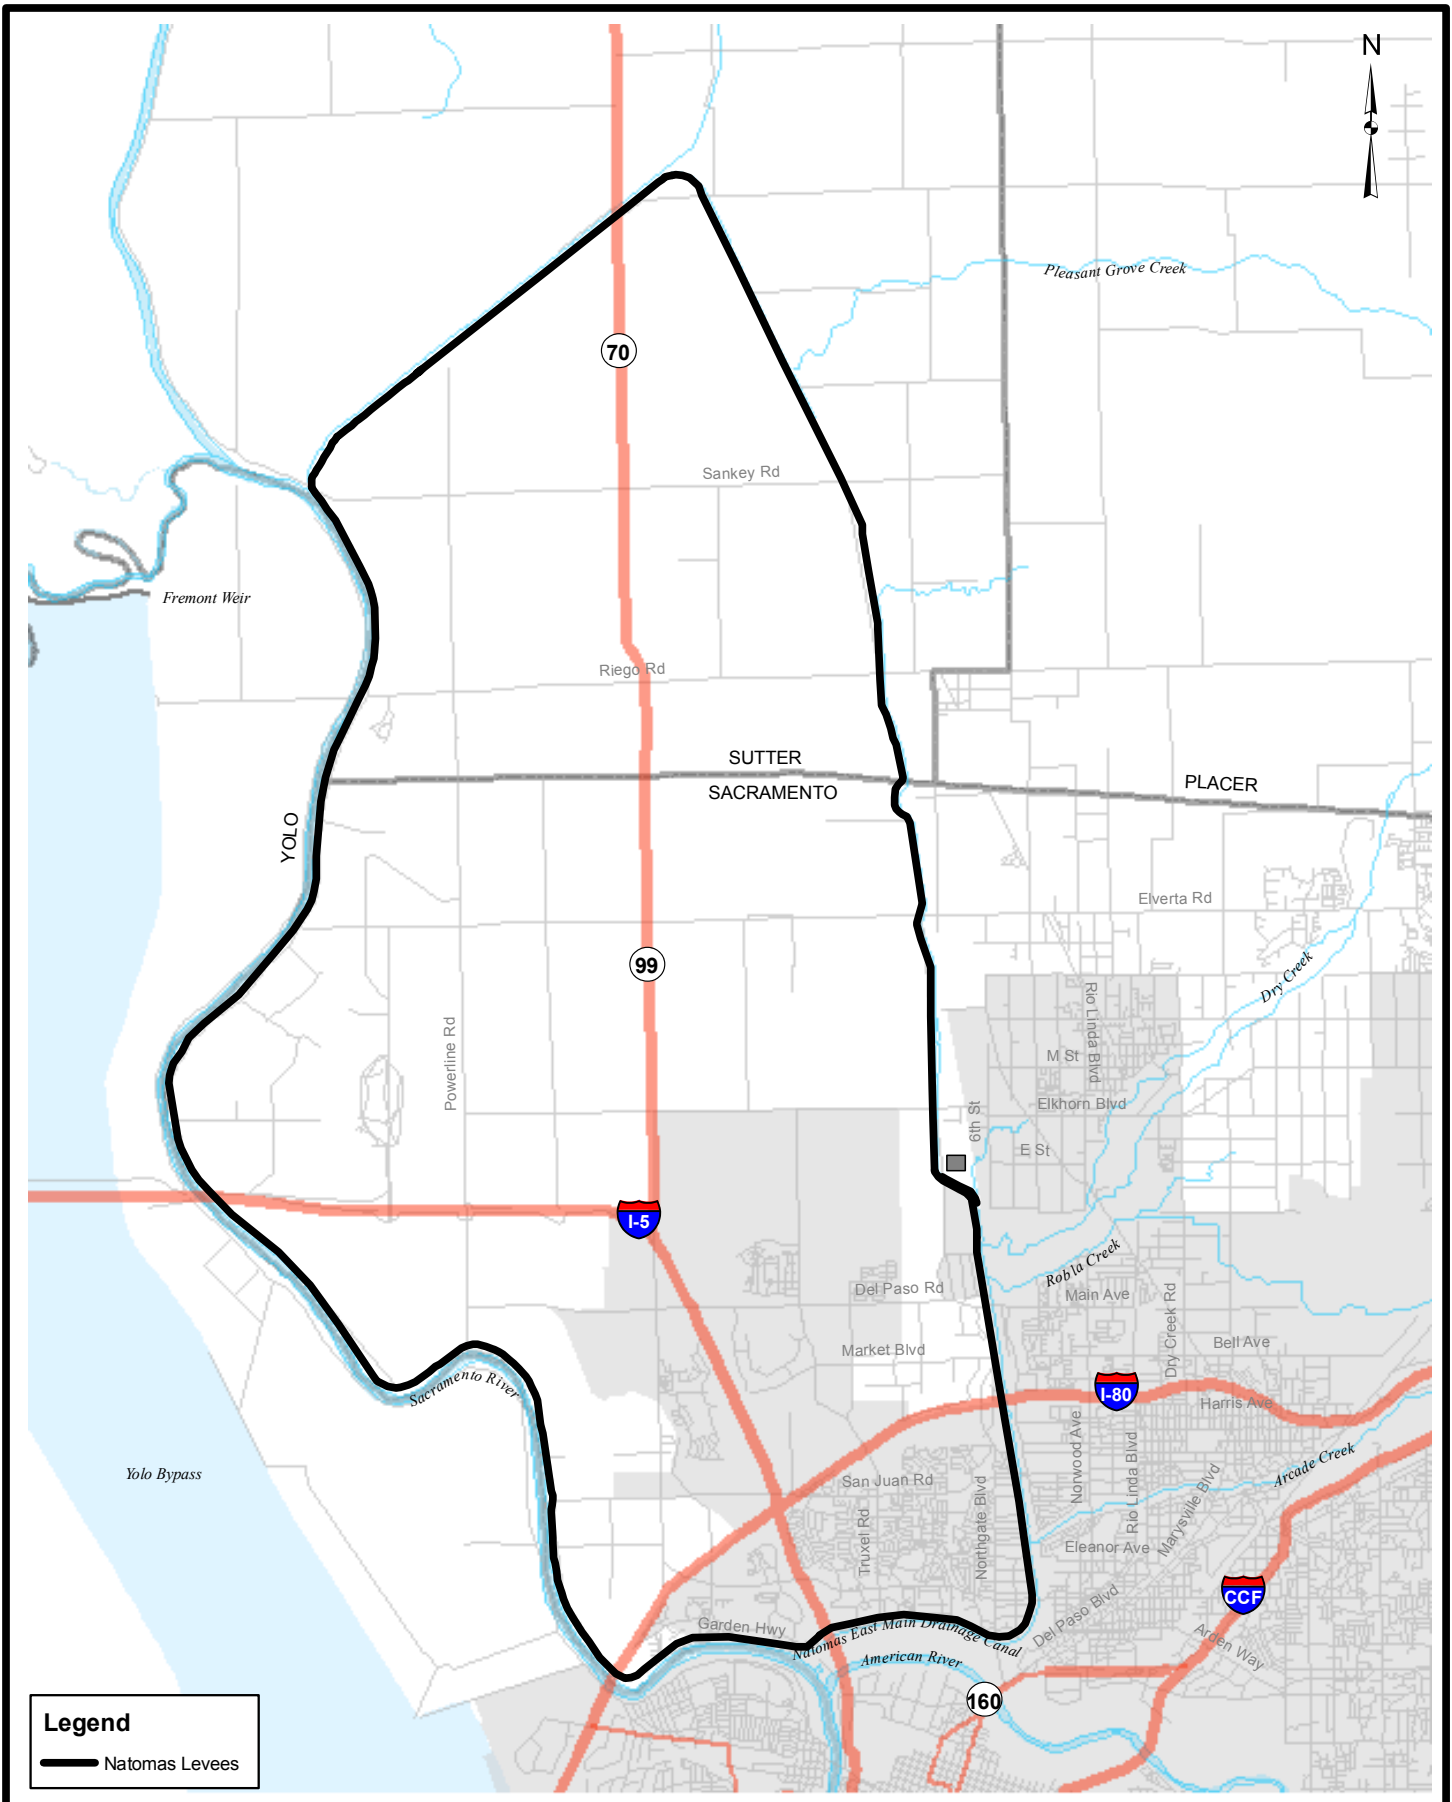 N
Pleasant Grove Creek
70
Sankey Rd
Fremont Weir
Riego Rd
SUTTER
SACRAMENTO
PLACER
YOLO
Elverta Rd
99
Dry Creek
Rio Linda Blvd
Powerline Rd
M St
Elkhorn Blvd
6th St
E St
I-5
Robla Creek
Del Paso Rd
Main Ave
Dry Creek Rd
Market Blvd
Bell Ave
Sacramento River
I-80
Harris Ave
Norwood Ave
Rio Linda Blvd
Marysville Blvd
Arcade Creek
Yolo Bypass
San Juan Rd
Truxel Rd
Northgate Blvd
Eleanor Ave
CCF
Garden Hwy
Natomas East Main Drainage Canal
Del Paso Blvd
Arden Way
American River
160
Legend
Natomas Levees